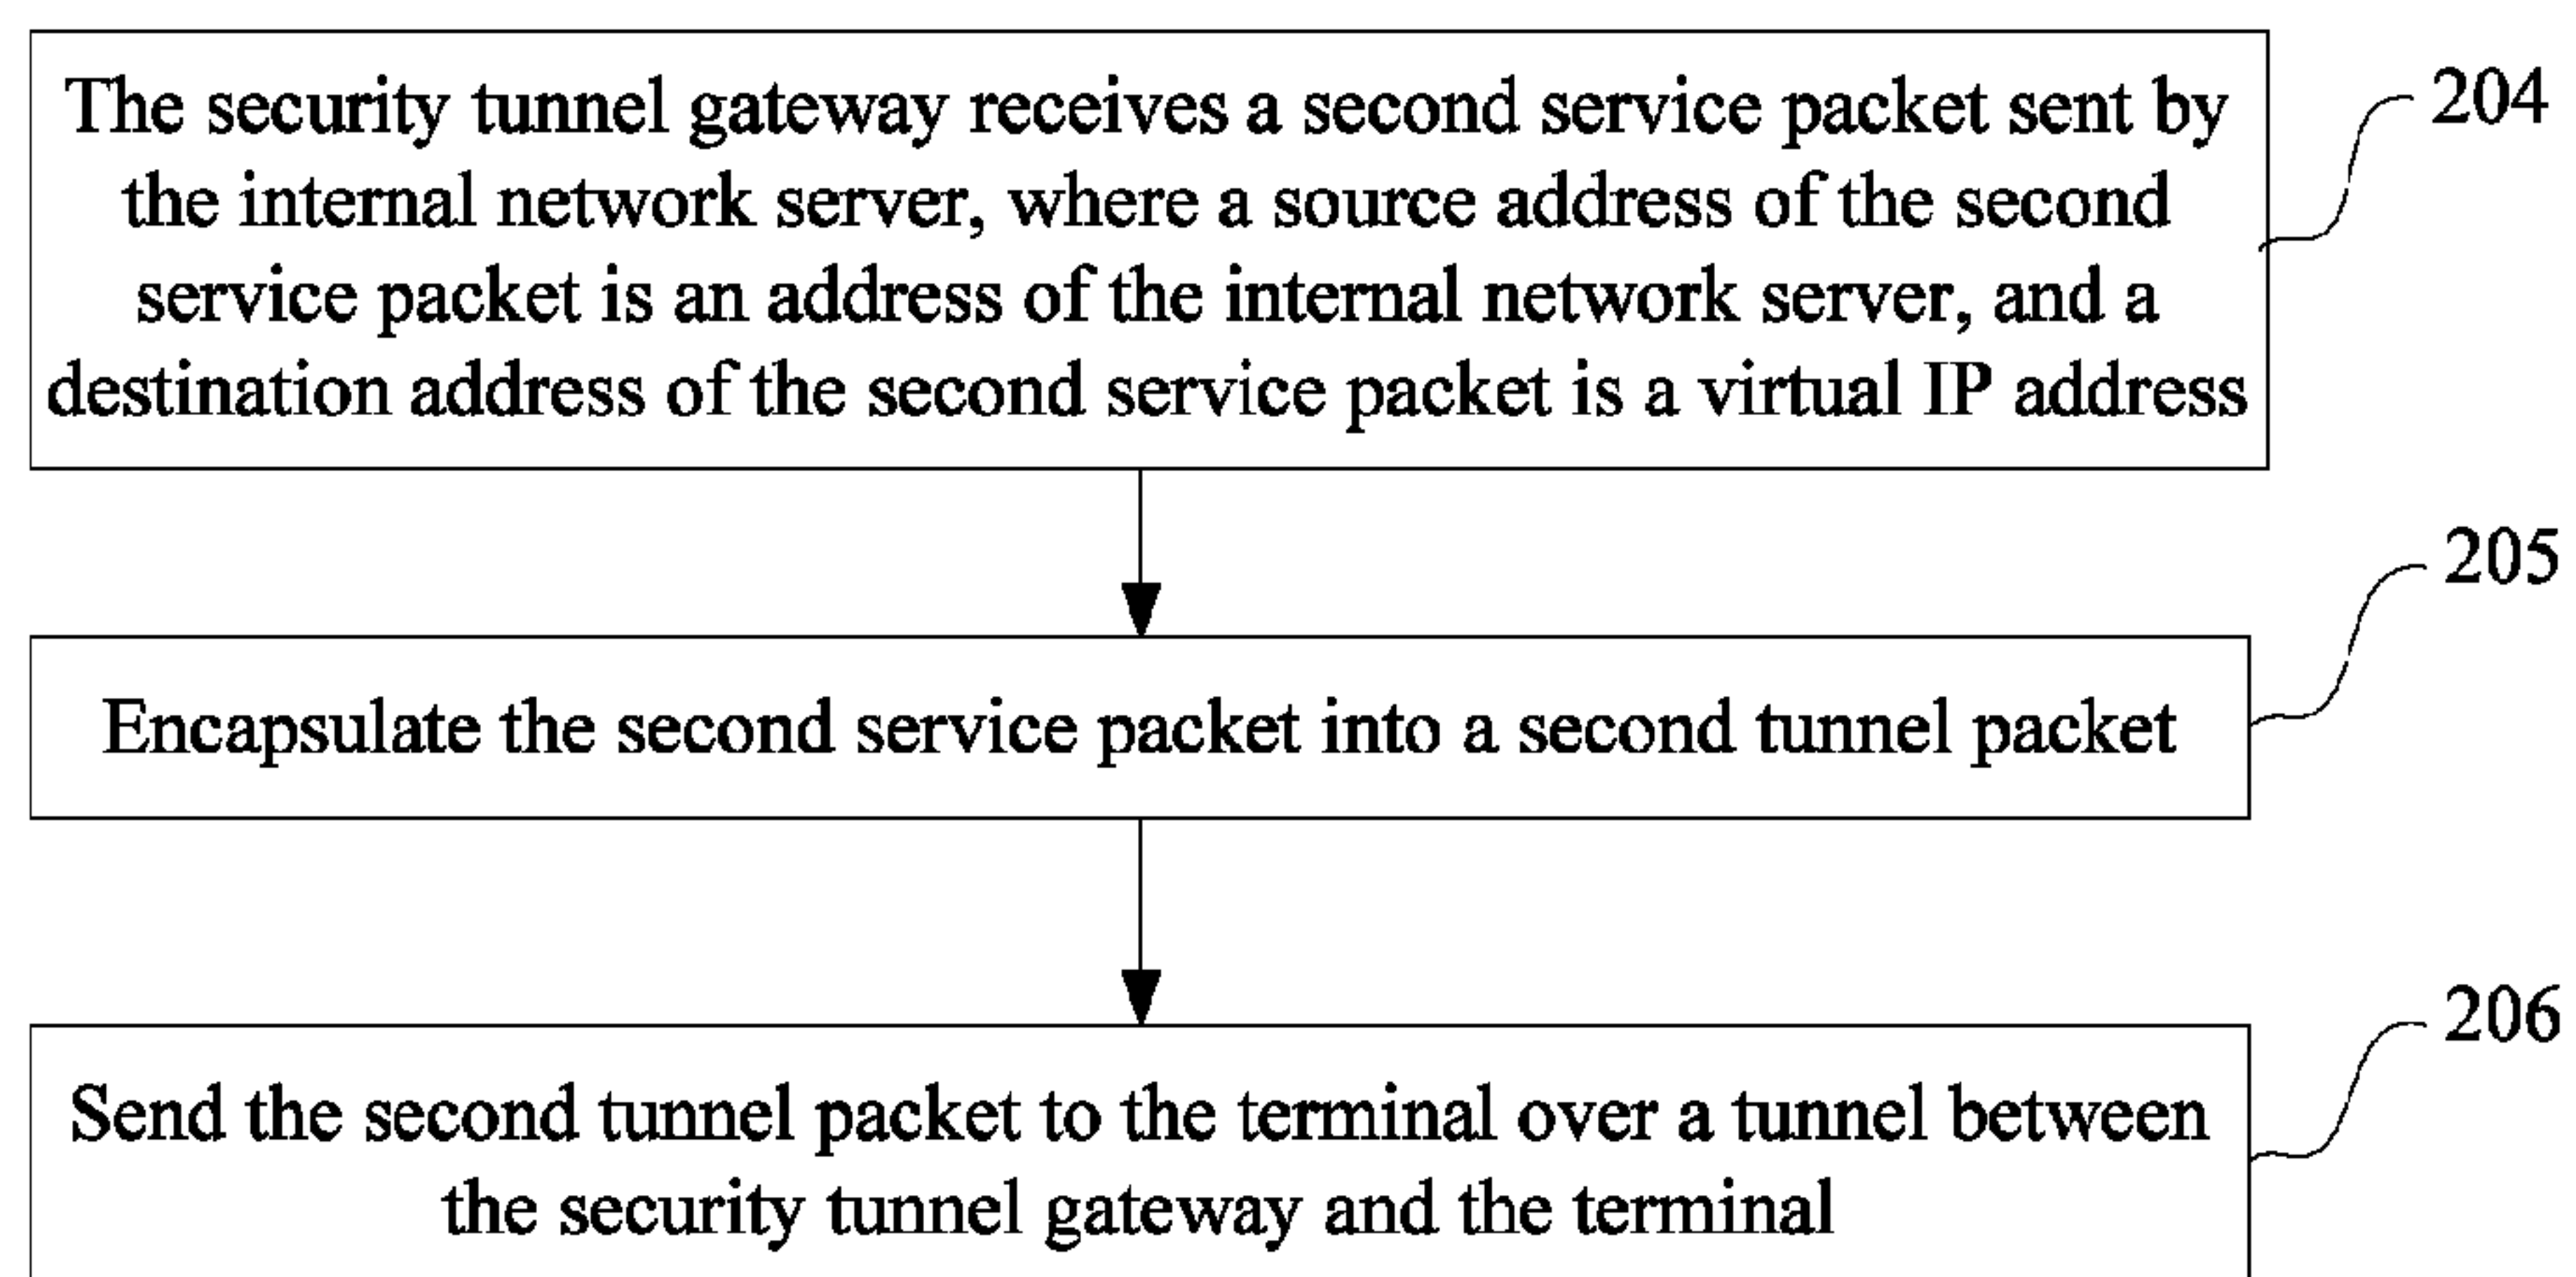 The security tunnel gateway receives a second service packet sent by
the internal network server, where a source address of the second
service packet is an address of the internal network server, and a
destination address of the second service packet is a virtual IP address
204
Encapsulate the second service packet into a second tunnel packet
205
Send the second tunnel packet to the terminal over a tunnel between
the security tunnel gateway and the terminal
206